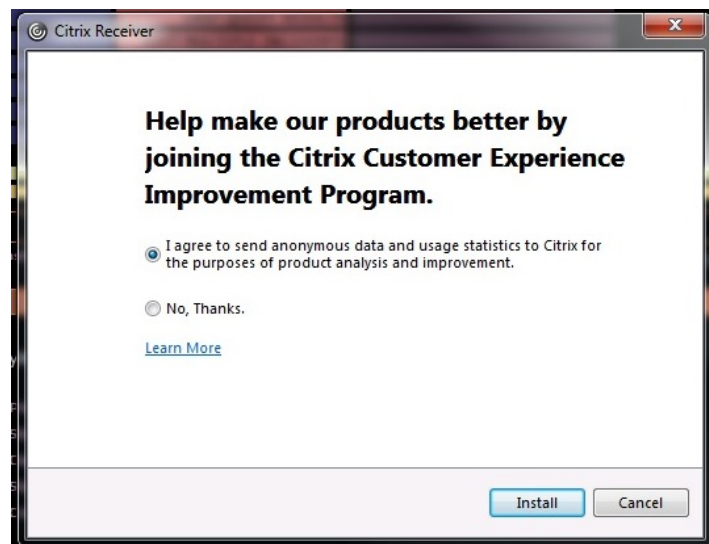 Citrix Receiver
Help make our products better by
joining the Citrix Customer Experience
Improvement Program.
I agree to send anonymous data and usage statistics to Citrix for
the purposes of product analysis and improvement.
No, Thanks.
Learn More
Install Cancel